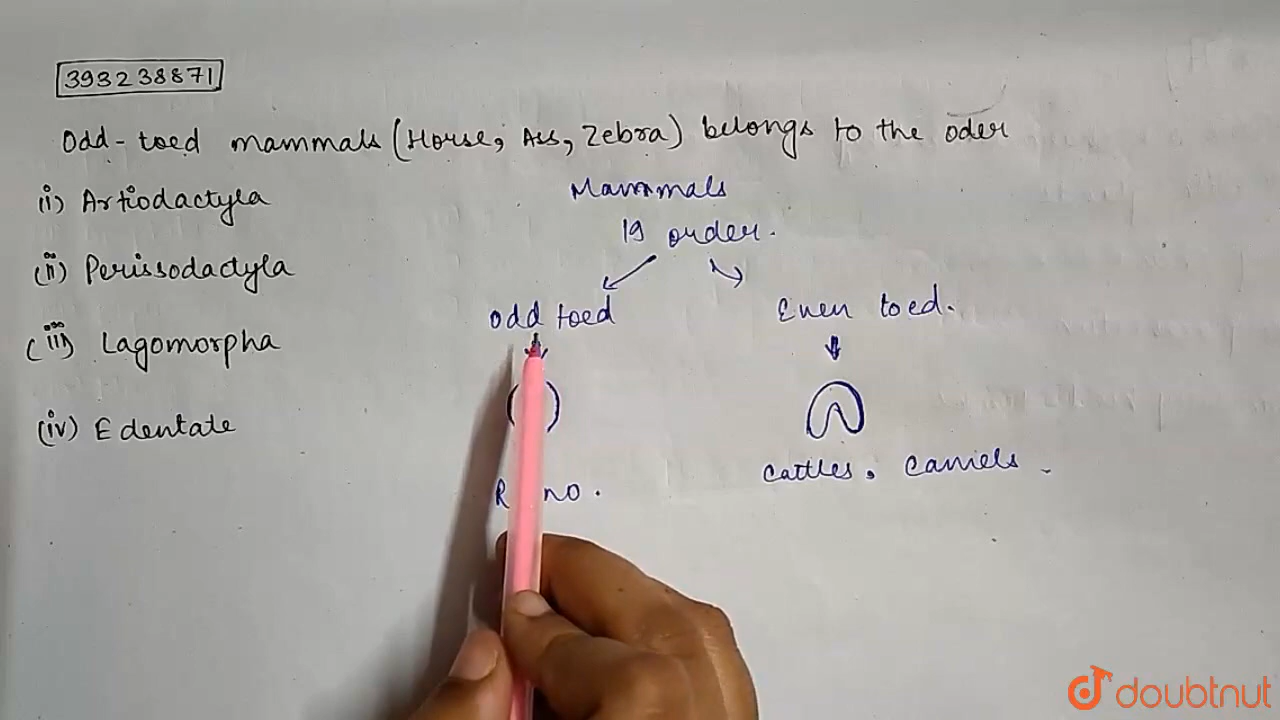 393238871
Odd-toed mammals (Horse, Ass, Zebra) belongs to the oder
(i) Artiodactyla
(ii) Perissodactyla
(iii) Lagomorpha
(iv) Edentate
Mammals
19 order.
Odd toed
Even toed.
Cattles, Camels.
doubtnut